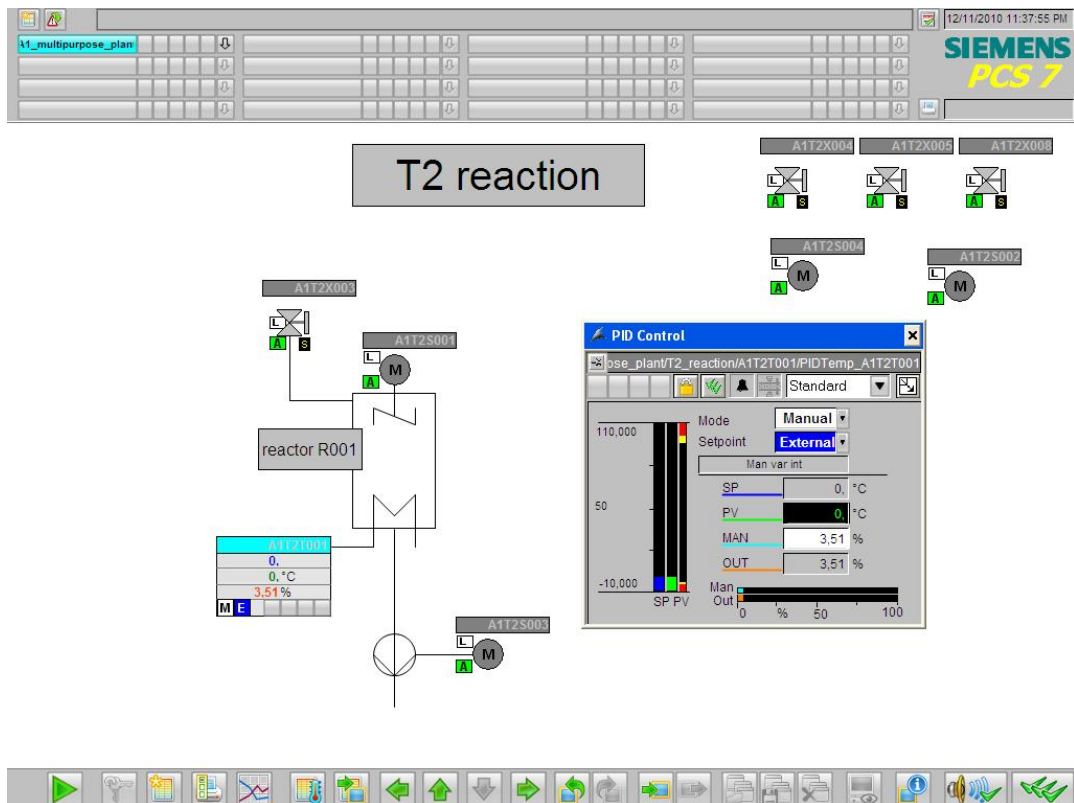 12/11/2010 11:37:55 PM
A1_multipurpose_plant
SIEMENS
PCS 7
T2 reaction
A1T2X004
A1T2X005
A1T2X008
L
L
L
A S
A S
A S
A1T2S004
L
M
A
A1T2S002
L
M
A
A1T2X003
L
A S
A1T2S001
L
M
A
reactor R001
A1T2T001
0,
0, °C
3,51 %
M E
A1T2S003
L
M
A
PID Control
ose_plant/T2_reaction/A1T2T001/PIDTemp_A1T2T001
Standard
Mode Manual
Setpoint External
Man var int
110,000
50
-10,000
SP PV
SP 0, °C
PV 0, °C
MAN 3,51 %
OUT 3,51 %
Man
Out
0 % 50 100